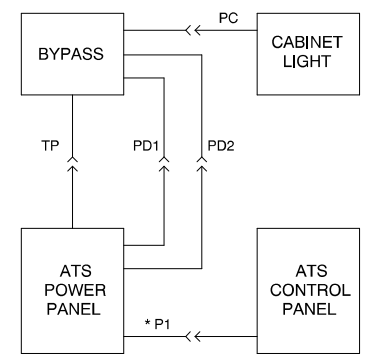 PC
BYPASS
CABINET
LIGHT
TP
PD1
PD2
ATS
POWER
PANEL
* P1
ATS
CONTROL
PANEL